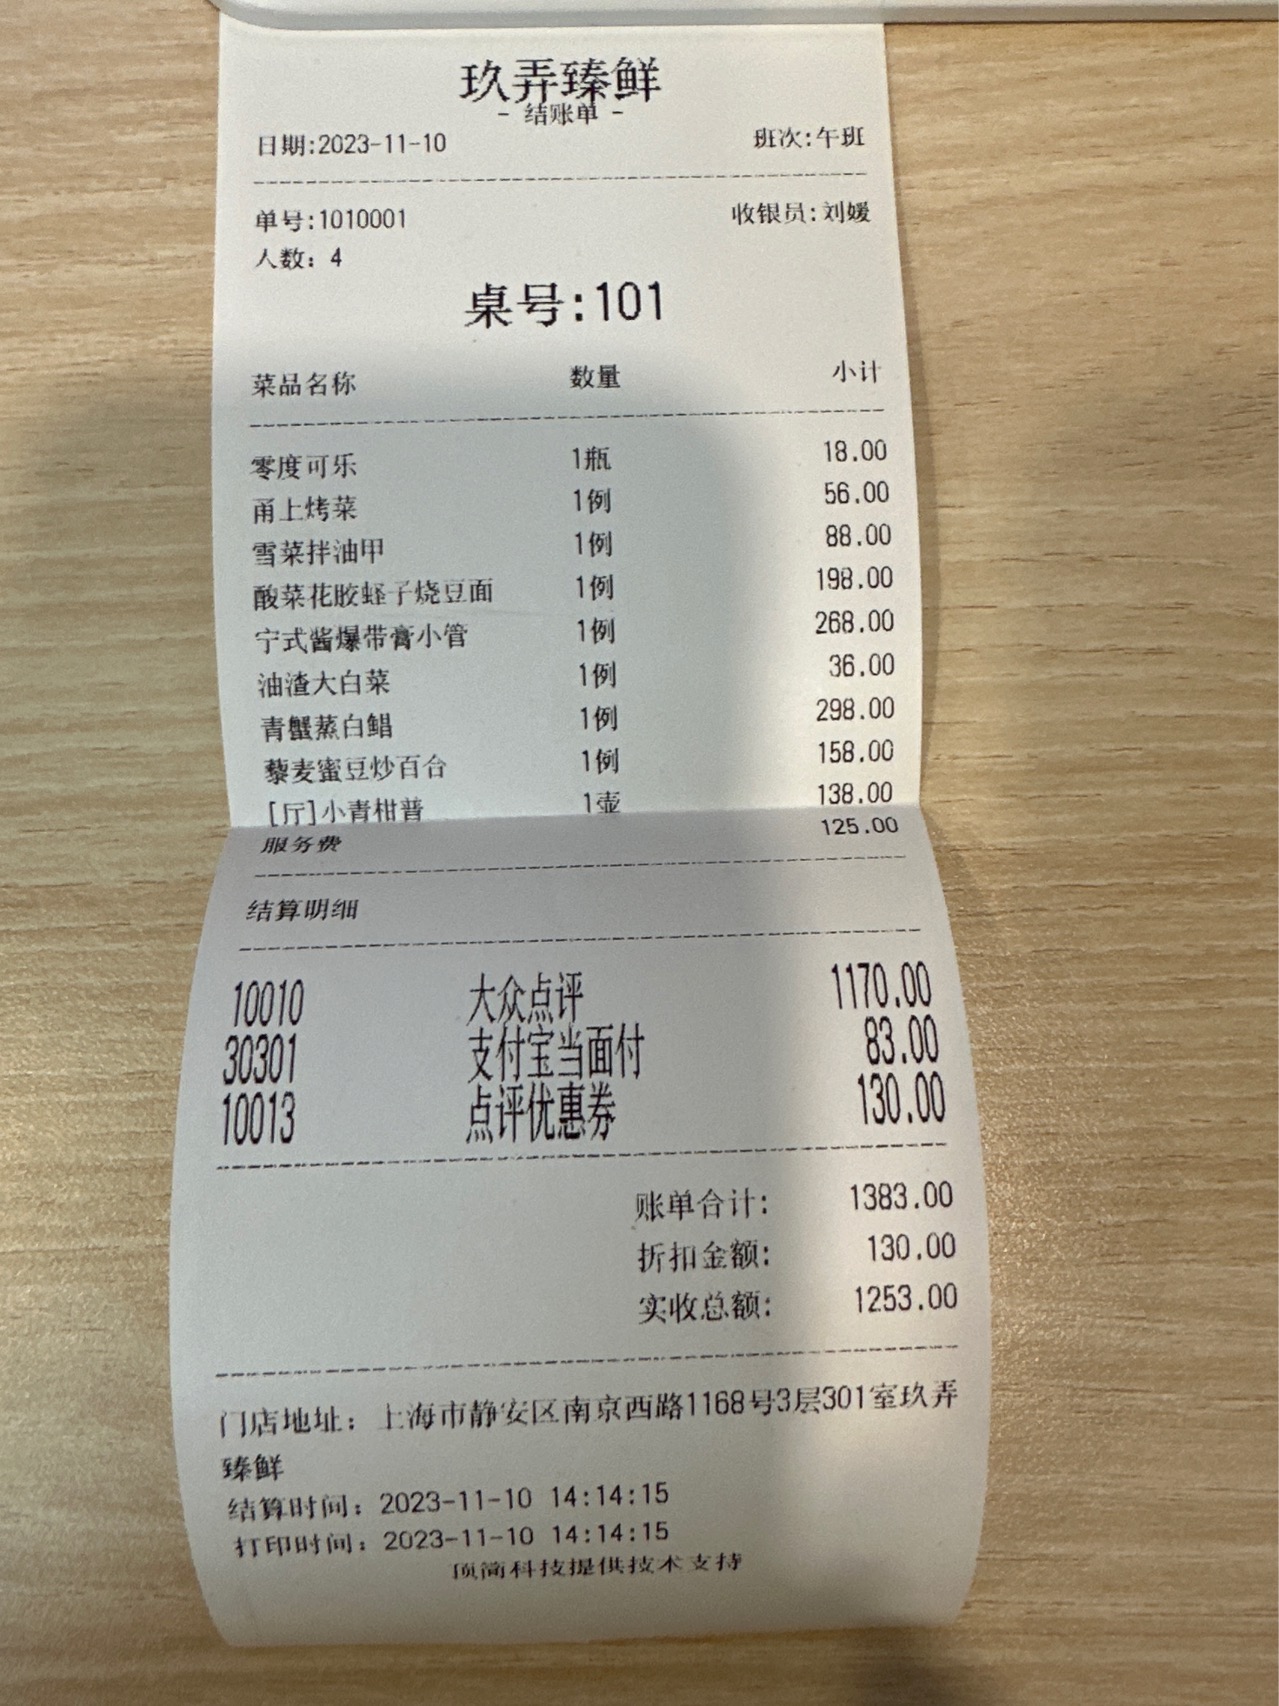 玖弄臻鲜
- 结账单 -
日期:2023-11-10 班次:午班
单号:1010001 收银员:刘媛
人数: 4
桌号:101
菜品名称 数量 小计
零度可乐 1瓶 18.00
甬上烤菜 1例 56.00
雪菜拌油甲 1例 88.00
酸菜花胶蛏子烧豆面 1例 198.00
宁式酱爆带膏小管 1例 268.00
油渣大白菜 1例 36.00
青蟹蒸白鲳 1例 298.00
藜麦蜜豆炒百合 1例 158.00
[厅]小青柑普 1壶 138.00
服务费 125.00
结算明细
10010 大众点评 1170.00
30301 支付宝当面付 83.00
10013 点评优惠券 130.00
账单合计: 1383.00
折扣金额: 130.00
实收总额: 1253.00
门店地址: 上海市静安区南京西路1168号3层301室玖弄
臻鲜
结算时间: 2023-11-10 14:14:15
打印时间: 2023-11-10 14:14:15
顶简科技提供技术支持